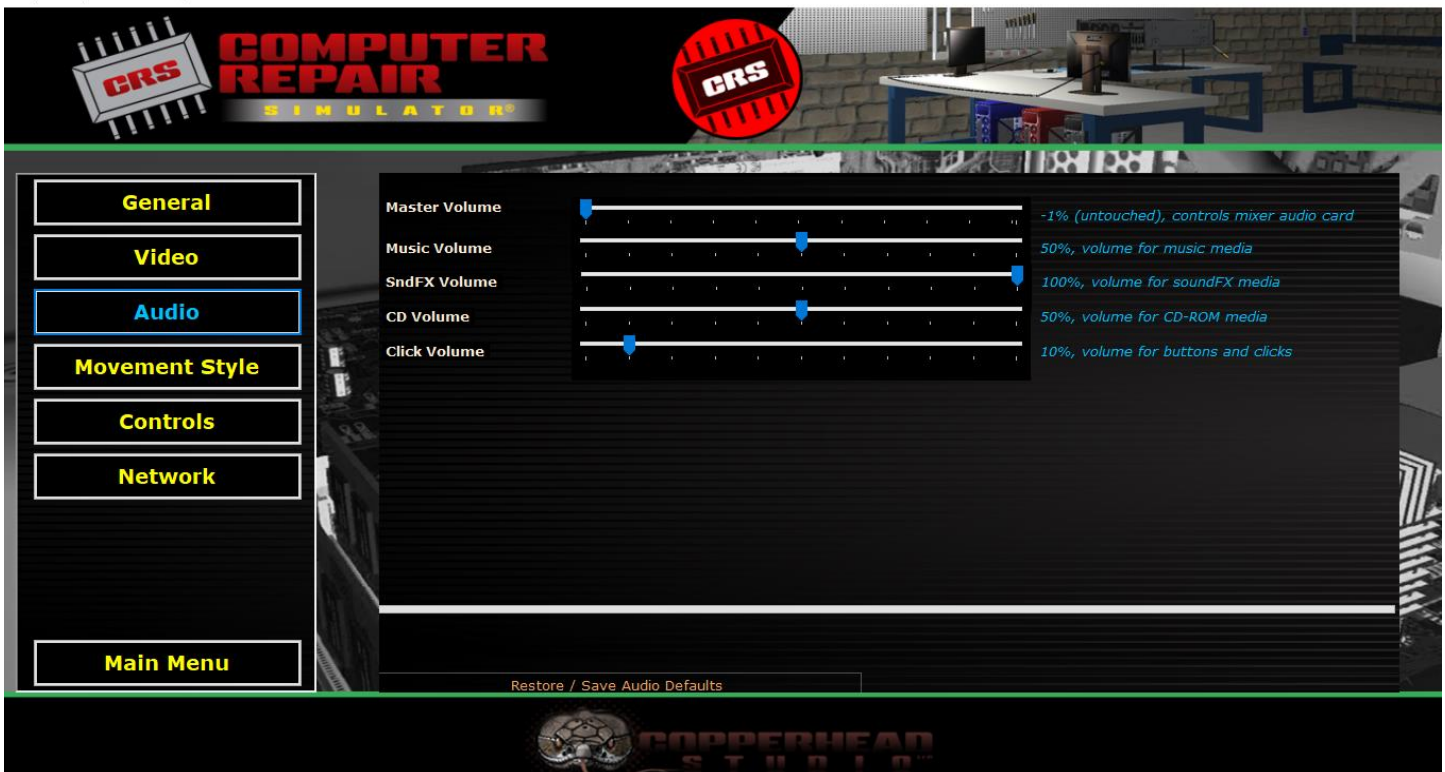 CRS
COMPUTER
REPAIR
SIMULATOR®
CRS
General
Video
Audio
Movement Style
Controls
Network
Main Menu
Master Volume
-1% (untouched), controls mixer audio card
Music Volume
50%, volume for music media
SndFX Volume
100%, volume for soundFX media
CD Volume
50%, volume for CD-ROM media
Click Volume
10%, volume for buttons and clicks
Restore / Save Audio Defaults
COPPERHEAD
STUDIO